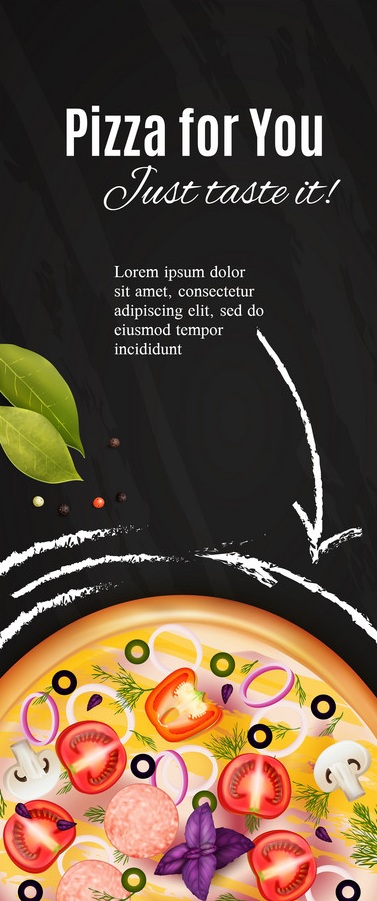 Pizza for You
Just taste it!
Lorem ipsum dolor
sit amet, consectetur
adipiscing elit, sed do
eiusmod tempor
incididunt